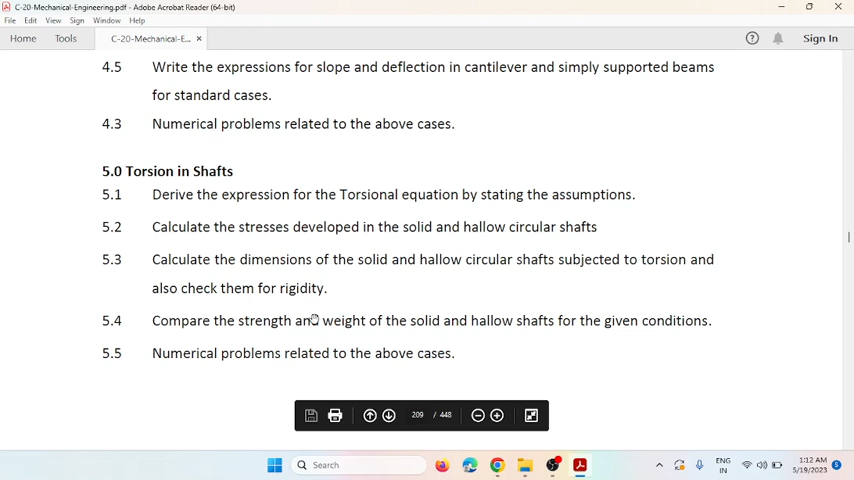 C-20-Mechanical-Engineering.pdf - Adobe Acrobat Reader (64-bit)
File Edit View Sign Window Help
Home Tools C-20-Mechanical-E... × Sign In
4.5 Write the expressions for slope and deflection in cantilever and simply supported beams
for standard cases.
4.3 Numerical problems related to the above cases.
5.0 Torsion in Shafts
5.1 Derive the expression for the Torsional equation by stating the assumptions.
5.2 Calculate the stresses developed in the solid and hallow circular shafts
5.3 Calculate the dimensions of the solid and hallow circular shafts subjected to torsion and
also check them for rigidity.
5.4 Compare the strength and weight of the solid and hallow shafts for the given conditions.
5.5 Numerical problems related to the above cases.
209 / 448
Search
ENG
IN
1:12 AM
5/19/2023
5